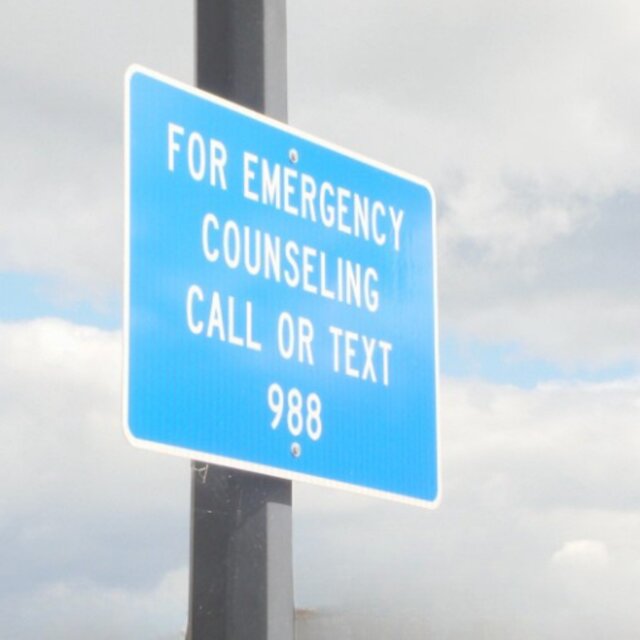 FOR EMERGENCY
COUNSELING
CALL OR TEXT
988